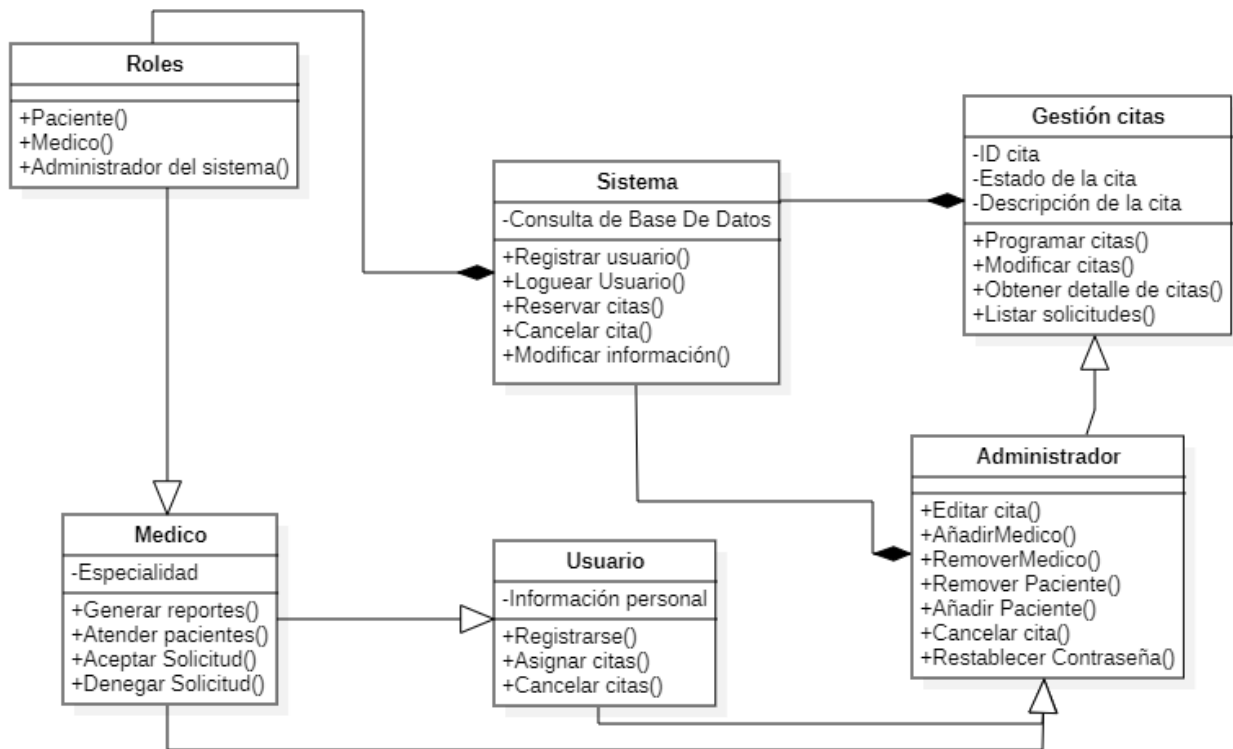 Roles
+Paciente()
+Medico()
+Administrador del sistema()
Sistema
-Consulta de Base De Datos
+Registrar usuario()
+Loguear Usuario()
+Reservar citas()
+Cancelar cita()
+Modificar información()
Gestión citas
-ID cita
-Estado de la cita
-Descripción de la cita
+Programar citas()
+Modificar citas()
+Obtener detalle de citas()
+Listar solicitudes()
Medico
-Especialidad
+Generar reportes()
+Atender pacientes()
+Aceptar Solicitud()
+Denegar Solicitud()
Usuario
-Información personal
+Registrarse()
+Asignar citas()
+Cancelar citas()
Administrador
+Editar cita()
+AñadirMedico()
+RemoverMedico()
+Remover Paciente()
+Añadir Paciente()
+Cancelar cita()
+Restablecer Contraseña()